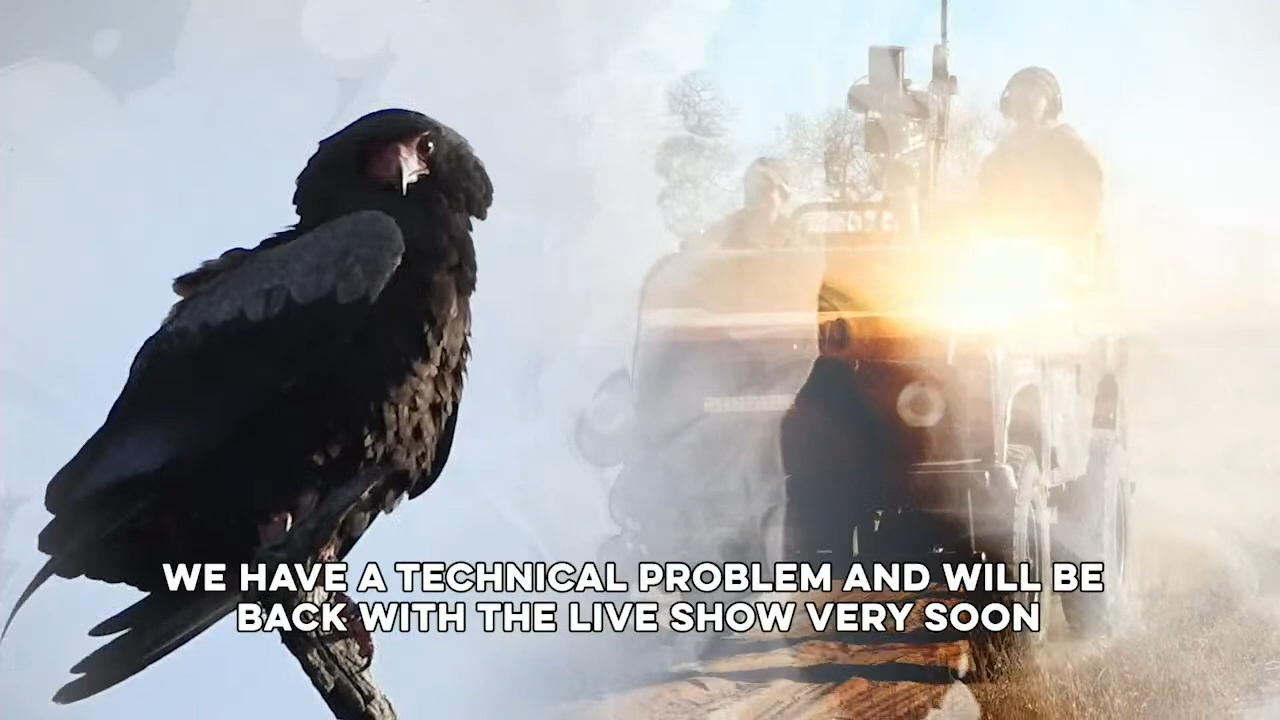 WE HAVE A TECHNICAL PROBLEM AND WILL BE
BACK WITH THE LIVE SHOW VERY SOON